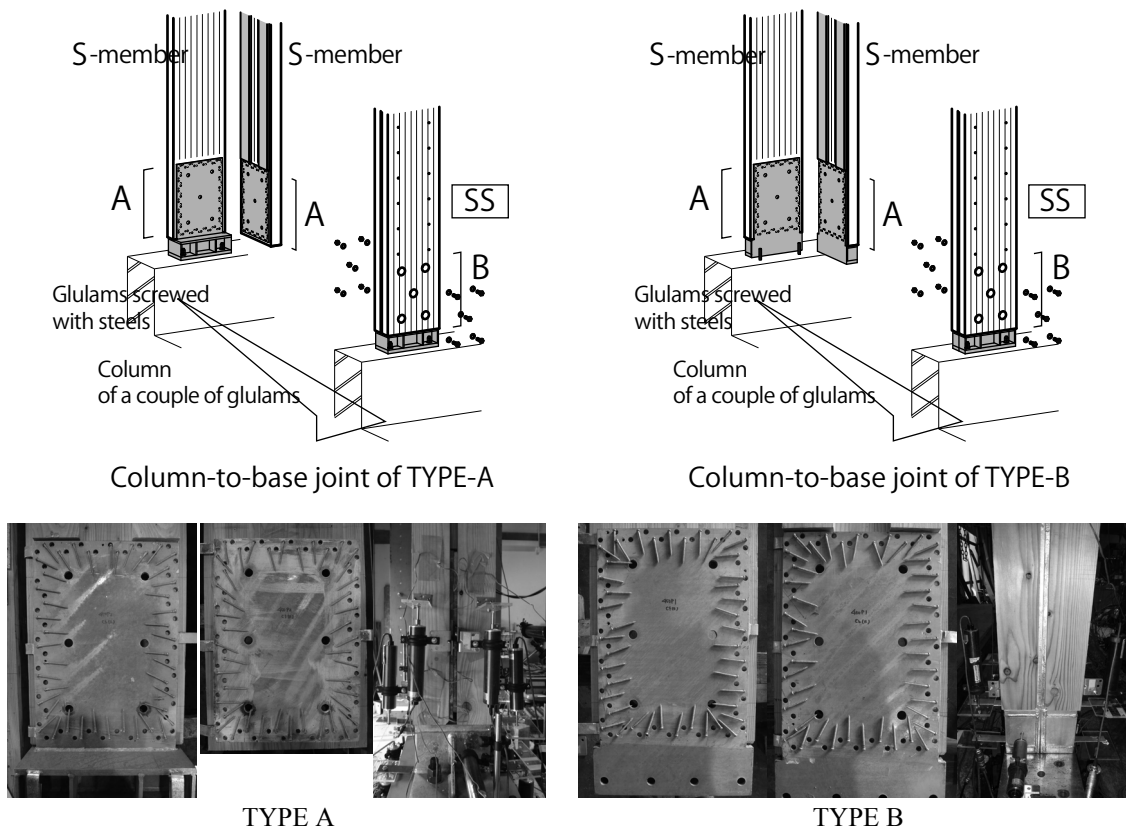 S-member
S-member
A
A
SS
B
Glulams screwed
with steels
Column
of a couple of glulams
Column-to-base joint of TYPE-A
S-member
S-member
A
A
SS
B
Glulams screwed
with steels
Column
of a couple of glulams
Column-to-base joint of TYPE-B
TYPE A
TYPE B